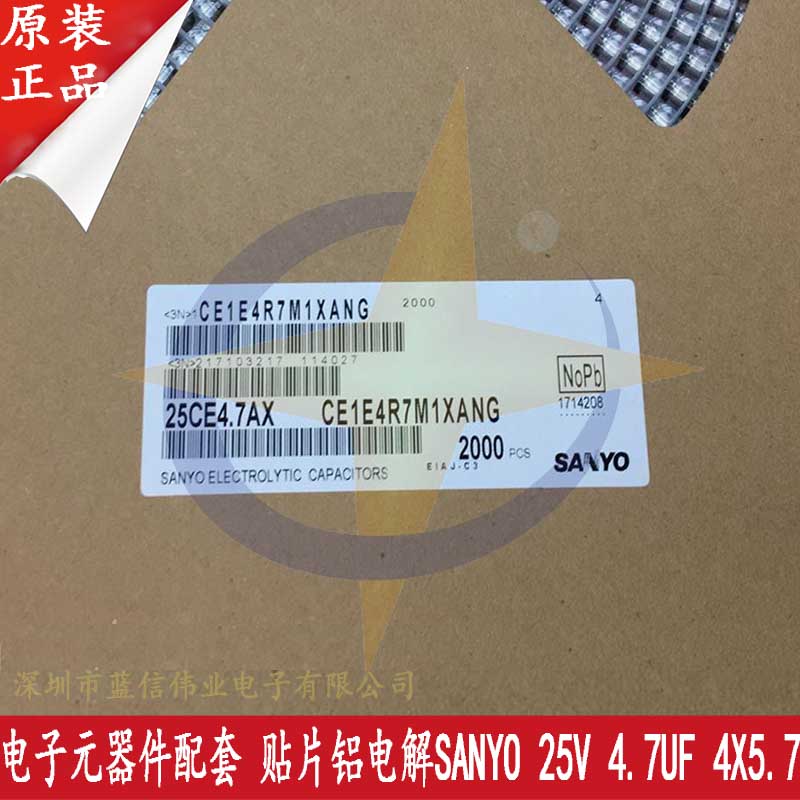 原装
正品
<3N>1 CE1E4R7M1XANG 2000 4
<3N>217103217 114027
NoPb
1714208
25CE4.7AX CE1E4R7M1XANG
2000 PCS
EIAJ-C3
SANYO ELECTROLYTIC CAPACITORS
SANYO
深圳市蓝信伟业电子有限公司
电子元器件配套 贴片铝电解SANYO 25V 4.7UF 4X5.7